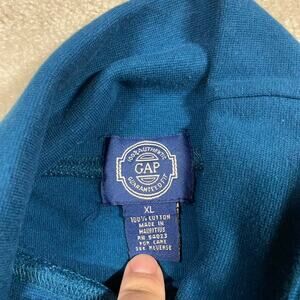 100% AUTHENTIC
GAP
GUARANTEED FIT
XL
100% COTTON
MADE IN
MAURITIUS
RN 54023
FOR CARE
SEE REVERSE